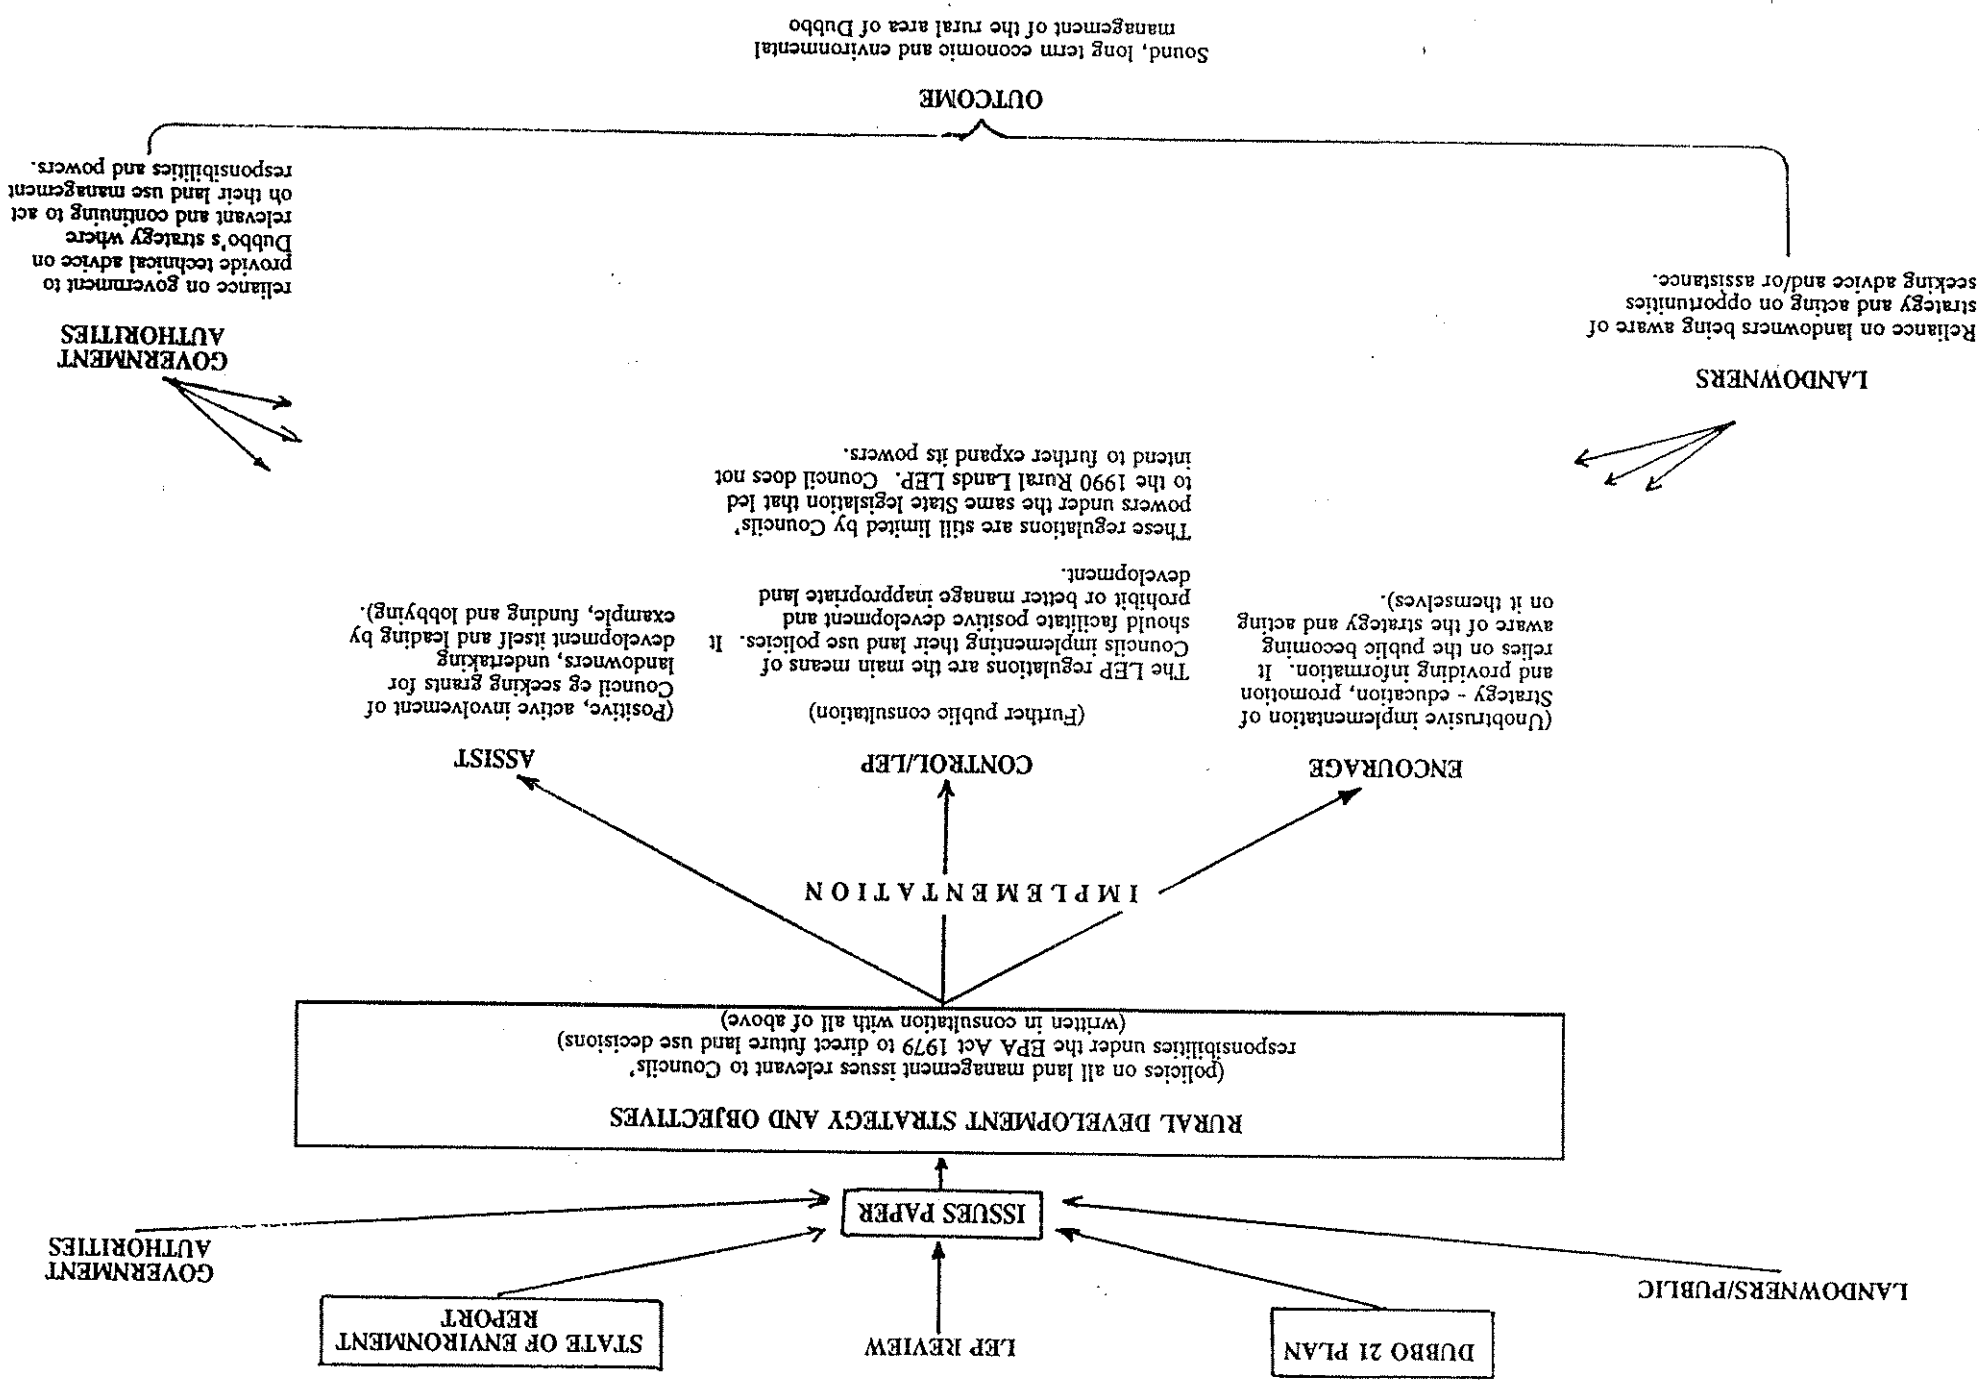 LANDOWNERS/PUBLIC
DUBBO 21 PLAN
LEP REVIEW
STATE OF ENVIRONMENT
REPORT
GOVERNMENT
AUTHORITIES
ISSUES PAPER
RURAL DEVELOPMENT STRATEGY AND OBJECTIVES
(policies on all land management issues relevant to Councils'
responsibilities under the EPA Act 1979 to direct future land use decisions)
(written in consultation with all of above)
IMPLEMENTATION
ENCOURAGE
(Unobtrusive implementation of
Strategy - education, promotion
and providing information. It
relies on the public becoming
aware of the strategy and acting
on it themselves).
CONTROL/LEP
(Further public consultation)
The LEP regulations are the main means of
Councils implementing their land use policies. It
should facilitate positive development and
prohibit or better manage inappropriate land
development.
These regulations are still limited by Councils'
powers under the same State legislation that led
to the 1990 Rural Lands LEP. Council does not
intend to further expand its powers.
ASSIST
(Positive, active involvement of
Council eg seeking grants for
landowners, undertaking
development itself and leading by
example, funding and lobbying).
LANDOWNERS
Reliance on landowners being aware of
strategy and acting on opportunities
seeking advice and/or assistance.
GOVERNMENT
AUTHORITIES
reliance on government to
provide technical advice on
Dubbo's strategy where
relevant and continuing to act
oh their land use management
responsibilities and powers.
OUTCOME
Sound, long term economic and environmental
management of the rural area of Dubbo